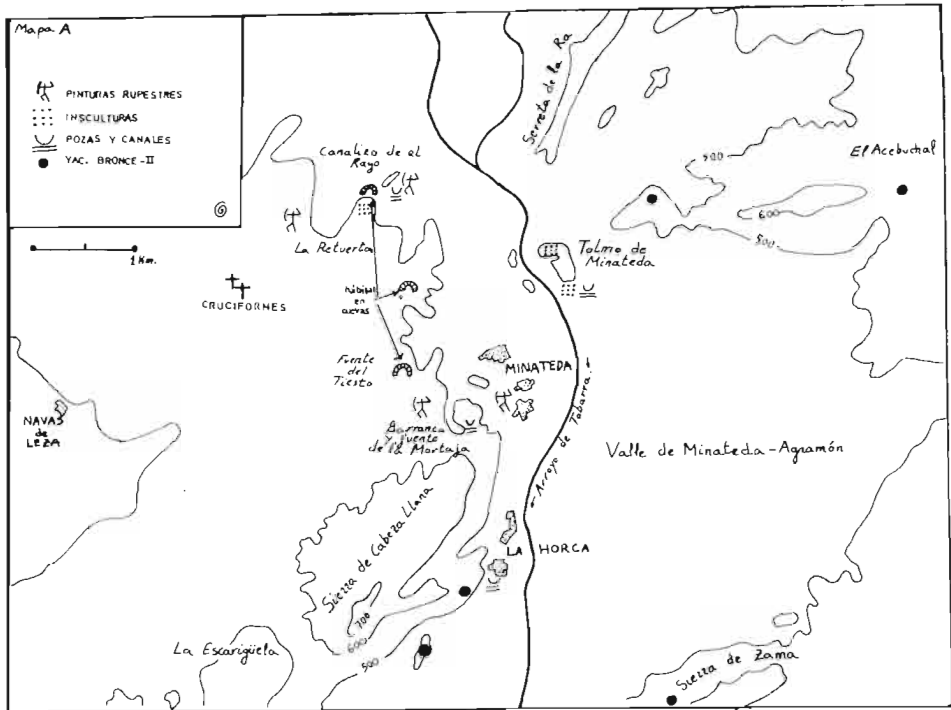 Mapa A
PINTURAS RUPESTRES
INSCULTURAS
POZAS Y CANALES
YAC. BRONCE-II
1 Km.
Canalizo de el
Rayo
La Retuerta
CRUCIFORMES
hábitat
en
cuevas
Fuente
del
Tiesto
NAVAS
de
LEZA
Barranco
y fuente
de la Mortaja
MINATEDA
Serreta de la Ra
500
El Acebuchal
600
500
Tolmo de
Minateda
Arroyo de Tobarra
Valle de Minateda-Agramón
LA HORCA
Sierra de Cabeza Llana
700
600
500
La Escarigüela
Sierra de Zama